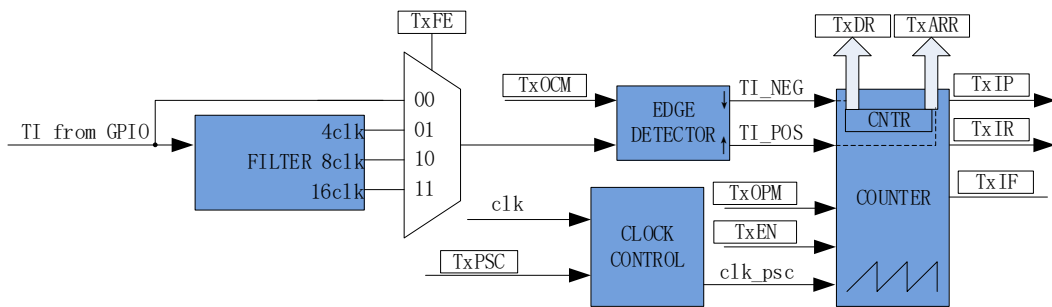 TxFE
TxDR
TxARR
TxOCM
TI_NEG
TxIP
00
EDGE
DETECTOR
CNTR
TI from GPIO
4clk
01
TI_POS
TxIR
FILTER 8clk
10
16clk
11
TxOPM
COUNTER
TxIF
clk
CLOCK
CONTROL
TxEN
TxPSC
clk_psc